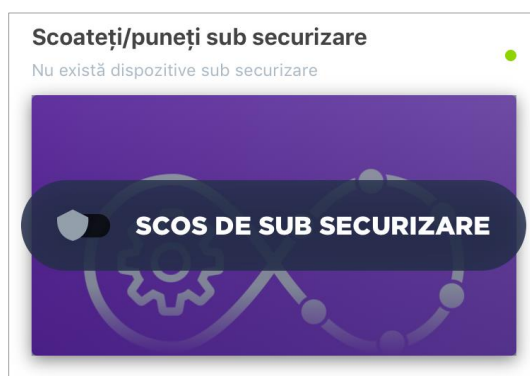 Scoateți/puneți sub securizare
Nu există dispozitive sub securizare
SCOS DE SUB SECURIZARE